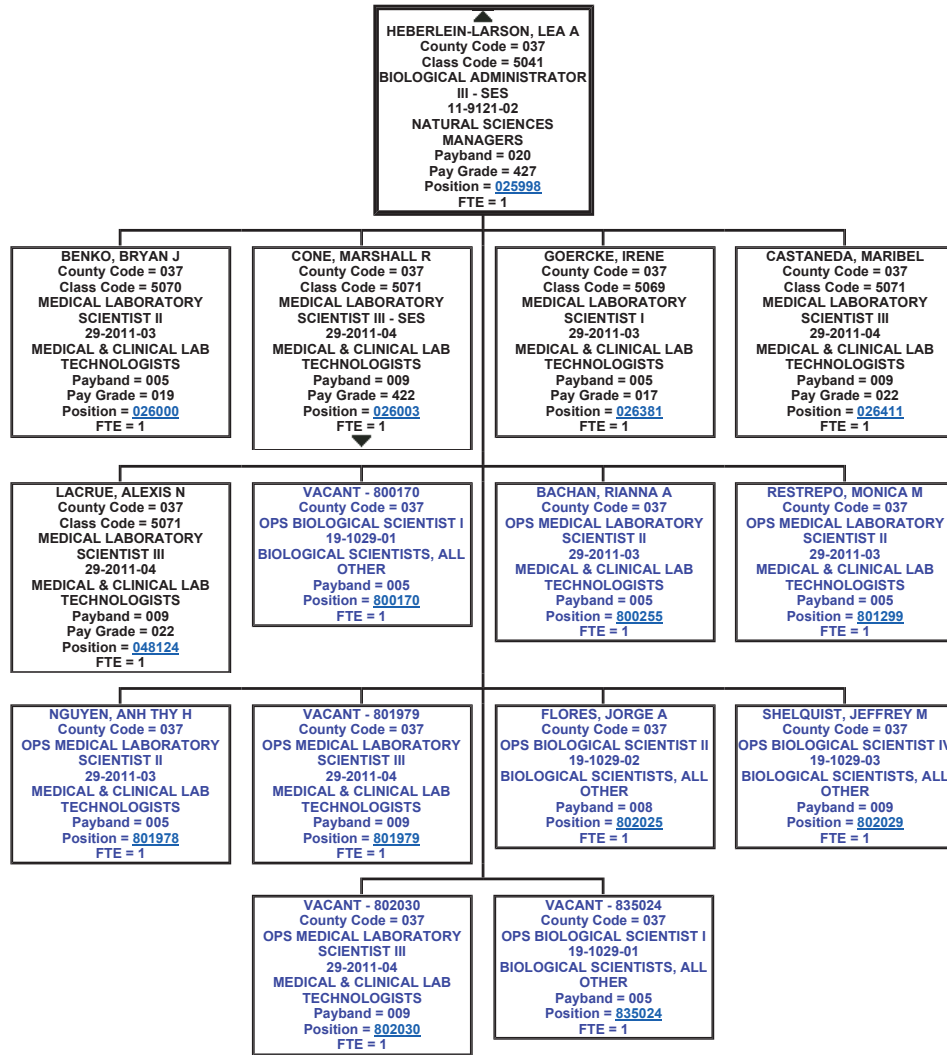 HEBERLEIN-LARSON, LEA A
County Code = 037
Class Code = 5041
BIOLOGICAL ADMINISTRATOR
III - SES
11-9121-02
NATURAL SCIENCES
MANAGERS
Payband = 020
Pay Grade = 427
Position = 025998
FTE = 1
BENKO, BRYAN J
County Code = 037
Class Code = 5070
MEDICAL LABORATORY
SCIENTIST II
29-2011-03
MEDICAL & CLINICAL LAB
TECHNOLOGISTS
Payband = 005
Pay Grade = 019
Position = 026000
FTE = 1
CONE, MARSHALL R
County Code = 037
Class Code = 5071
MEDICAL LABORATORY
SCIENTIST III - SES
29-2011-04
MEDICAL & CLINICAL LAB
TECHNOLOGISTS
Payband = 009
Pay Grade = 422
Position = 026003
FTE = 1
GOERCKE, IRENE
County Code = 037
Class Code = 5069
MEDICAL LABORATORY
SCIENTIST I
29-2011-03
MEDICAL & CLINICAL LAB
TECHNOLOGISTS
Payband = 005
Pay Grade = 017
Position = 026381
FTE = 1
CASTANEDA, MARIBEL
County Code = 037
Class Code = 5071
MEDICAL LABORATORY
SCIENTIST III
29-2011-04
MEDICAL & CLINICAL LAB
TECHNOLOGISTS
Payband = 009
Pay Grade = 022
Position = 026411
FTE = 1
LACRUE, ALEXIS N
County Code = 037
Class Code = 5071
MEDICAL LABORATORY
SCIENTIST III
29-2011-04
MEDICAL & CLINICAL LAB
TECHNOLOGISTS
Payband = 009
Pay Grade = 022
Position = 048124
FTE = 1
VACANT - 800170
County Code = 037
OPS BIOLOGICAL SCIENTIST I
19-1029-01
BIOLOGICAL SCIENTISTS, ALL
OTHER
Payband = 005
Position = 800170
FTE = 1
BACHAN, RIANNA A
County Code = 037
OPS MEDICAL LABORATORY
SCIENTIST II
29-2011-03
MEDICAL & CLINICAL LAB
TECHNOLOGISTS
Payband = 005
Position = 800255
FTE = 1
RESTREPO, MONICA M
County Code = 037
OPS MEDICAL LABORATORY
SCIENTIST II
29-2011-03
MEDICAL & CLINICAL LAB
TECHNOLOGISTS
Payband = 005
Position = 801299
FTE = 1
NGUYEN, ANH THY H
County Code = 037
OPS MEDICAL LABORATORY
SCIENTIST II
29-2011-03
MEDICAL & CLINICAL LAB
TECHNOLOGISTS
Payband = 005
Position = 801978
FTE = 1
VACANT - 801979
County Code = 037
OPS MEDICAL LABORATORY
SCIENTIST III
29-2011-04
MEDICAL & CLINICAL LAB
TECHNOLOGISTS
Payband = 009
Position = 801979
FTE = 1
FLORES, JORGE A
County Code = 037
OPS BIOLOGICAL SCIENTIST II
19-1029-02
BIOLOGICAL SCIENTISTS, ALL
OTHER
Payband = 008
Position = 802025
FTE = 1
SHELQUIST, JEFFREY M
County Code = 037
OPS BIOLOGICAL SCIENTIST IV
19-1029-03
BIOLOGICAL SCIENTISTS, ALL
OTHER
Payband = 009
Position = 802029
FTE = 1
VACANT - 802030
County Code = 037
OPS MEDICAL LABORATORY
SCIENTIST III
29-2011-04
MEDICAL & CLINICAL LAB
TECHNOLOGISTS
Payband = 009
Position = 802030
FTE = 1
VACANT - 835024
County Code = 037
OPS BIOLOGICAL SCIENTIST I
19-1029-01
BIOLOGICAL SCIENTISTS, ALL
OTHER
Payband = 005
Position = 835024
FTE = 1